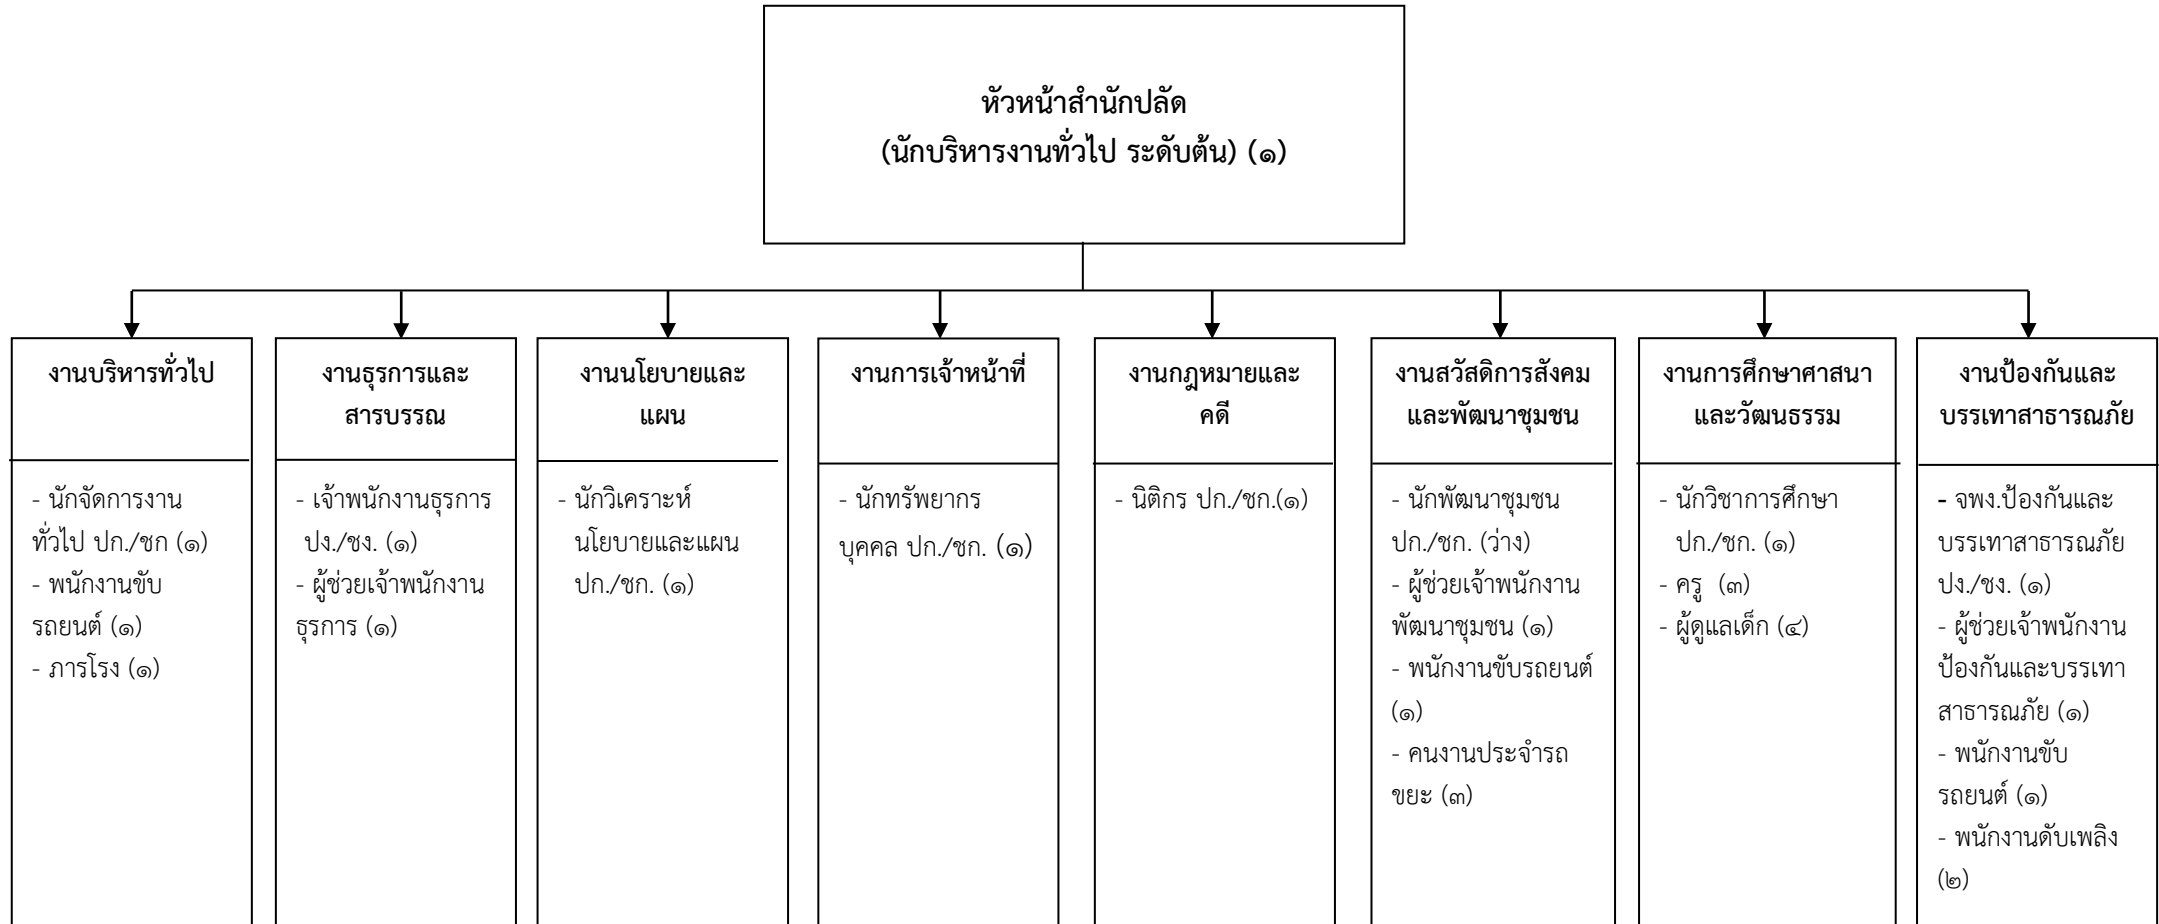 หัวหน้าสำนักปลัด
(นักบริหารงานทั่วไป ระดับต้น) (๑)
งานบริหารทั่วไป
- นักจัดการงาน
ทั่วไป ปก./ชก (๑)
- พนักงานขับ
รถยนต์ (๑)
- ภารโรง (๑)
งานธุรการและ
สารบรรณ
- เจ้าพนักงานธุรการ
ปง./ชง. (๑)
- ผู้ช่วยเจ้าพนักงาน
ธุรการ (๑)
งานนโยบายและ
แผน
- นักวิเคราะห์
นโยบายและแผน
ปก./ชก. (๑)
งานการเจ้าหน้าที่
- นักทรัพยากร
บุคคล ปก./ชก. (๑)
งานกฎหมายและ
คดี
- นิติกร ปก./ชก.(๑)
งานสวัสดิการสังคม
และพัฒนาชุมชน
- นักพัฒนาชุมชน
ปก./ชก. (ว่าง)
- ผู้ช่วยเจ้าพนักงาน
พัฒนาชุมชน (๑)
- พนักงานขับรถยนต์
(๑)
- คนงานประจำรถ
ขยะ (๓)
งานการศึกษาศาสนา
และวัฒนธรรม
- นักวิชาการศึกษา
ปก./ชก. (๑)
- ครู (๓)
- ผู้ดูแลเด็ก (๔)
งานป้องกันและ
บรรเทาสาธารณภัย
- จพง.ป้องกันและ
บรรเทาสาธารณภัย
ปง./ชง. (๑)
- ผู้ช่วยเจ้าพนักงาน
ป้องกันและบรรเทา
สาธารณภัย (๑)
- พนักงานขับ
รถยนต์ (๑)
- พนักงานดับเพลิง
(๒)